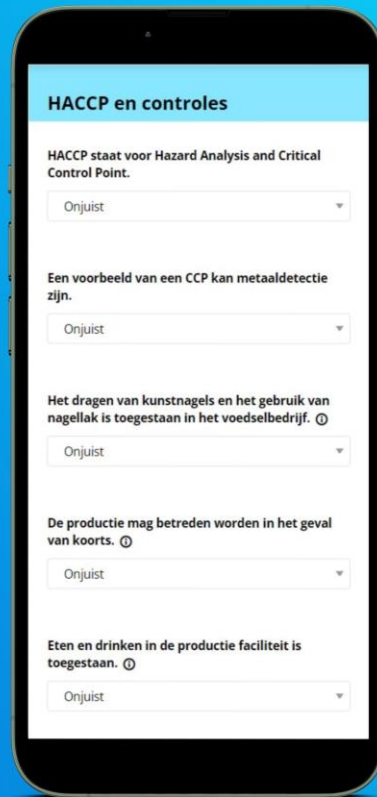 HACCP en controles
HACCP staat voor Hazard Analysis and Critical
Control Point.
Onjuist
Een voorbeeld van een CCP kan metaaldetectie
zijn.
Onjuist
Het dragen van kunstnagels en het gebruik van
nagellak is toegestaan in het voedselbedrijf.
Onjuist
De productie mag betreden worden in het geval
van koorts.
Onjuist
Eten en drinken in de productie faciliteit is
toegestaan.
Onjuist